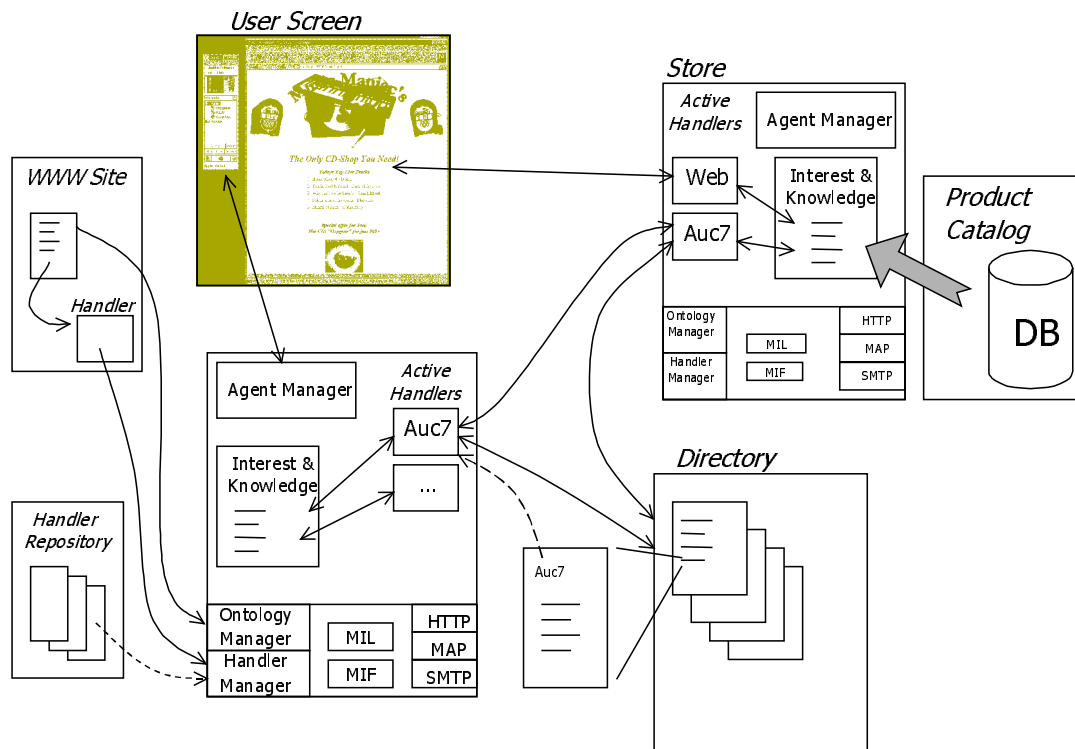 User Screen
Maniac's
The Only CD-Shop You Need!
Store
Active
Handlers
Agent Manager
Web
Auc7
Interest &
Knowledge
Ontology
Manager
Handler
Manager
MIL
MIF
HTTP
MAP
SMTP
Product
Catalog
DB
WWW Site
Handler
Handler
Repository
Agent Manager
Active
Handlers
Auc7
...
Interest &
Knowledge
Ontology
Manager
Handler
Manager
MIL
MIF
HTTP
MAP
SMTP
Auc7
Directory